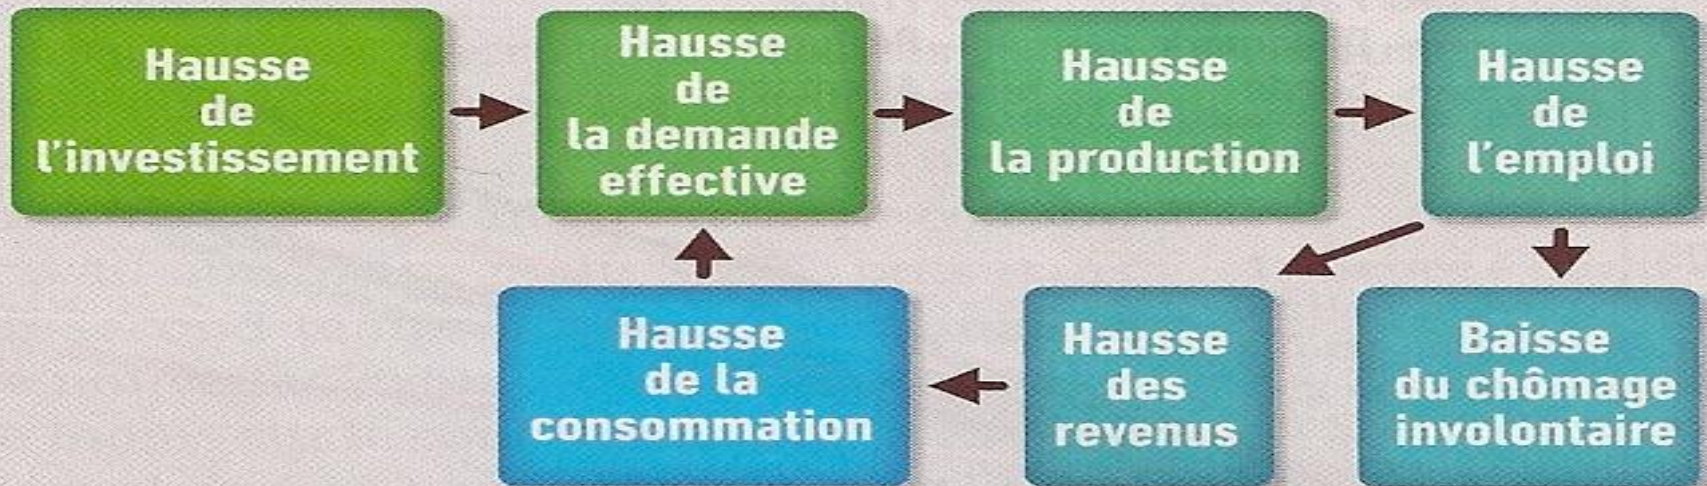 Hausse
de
l'investissement
Hausse
de
la demande
effective
Hausse
de
la production
Hausse
de
l'emploi
Hausse
de la
consommation
Hausse
des
revenus
Baisse
du chômage
involontaire